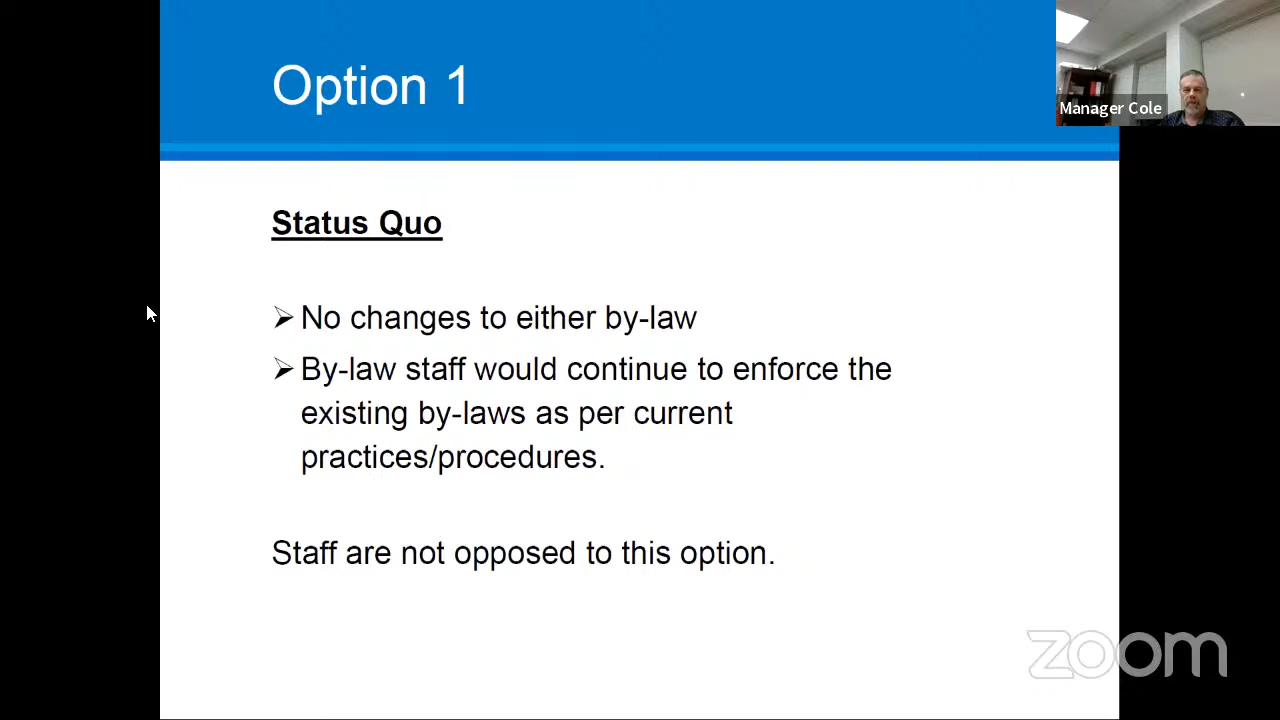 Option 1
Manager Cole
Status Quo
➢ No changes to either by-law
➢ By-law staff would continue to enforce the
existing by-laws as per current
practices/procedures.
Staff are not opposed to this option.
zoom